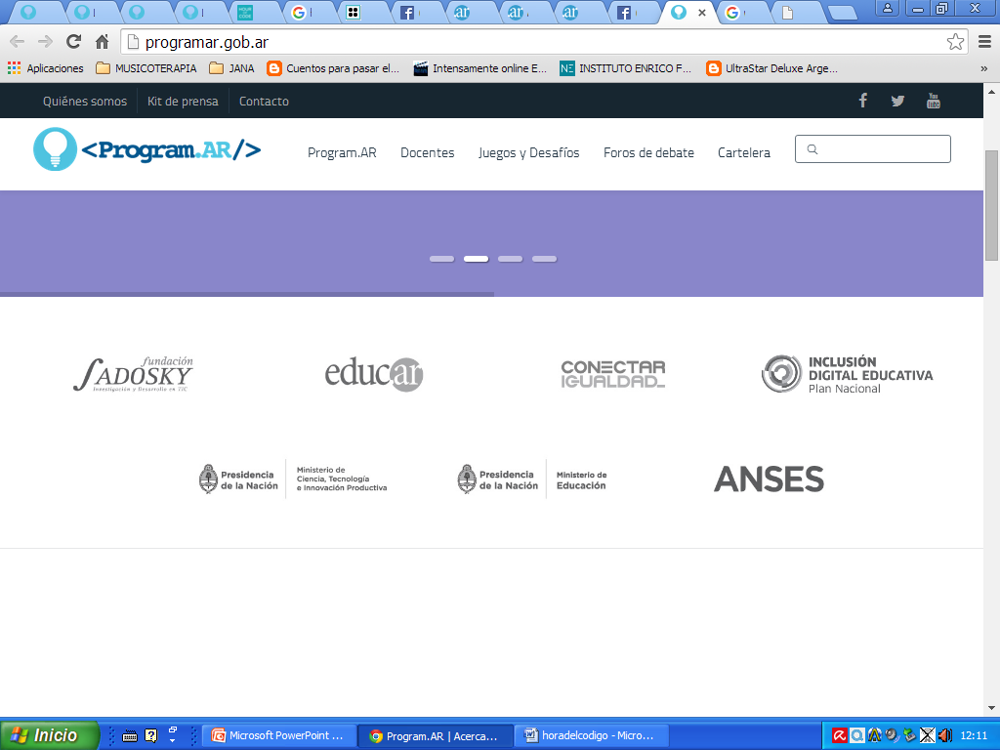 programar.gob.ar
Aplicaciones MUSICOTERAPIA JANA Cuentos para pasar el... Intensamente online E... NE INSTITUTO ENRICO F... UltraStar Deluxe Arge... »
Quiénes somos Kit de prensa Contacto
<Program.AR/> Program.AR Docentes Juegos y Desafíos Foros de debate Cartelera
fundación
SADOSKY
Investigación y Desarrollo en TIC
educar
CONECTAR
IGUALDAD_
INCLUSIÓN
DIGITAL EDUCATIVA
Plan Nacional
Presidencia
de la Nación
Ministerio de
Ciencia, Tecnología
e Innovación Productiva
Presidencia
de la Nación
Ministerio de
Educación
ANSES
Inicio Microsoft PowerPoint ... Program.AR | Acerca... horadelcodigo - Micro... 12:11